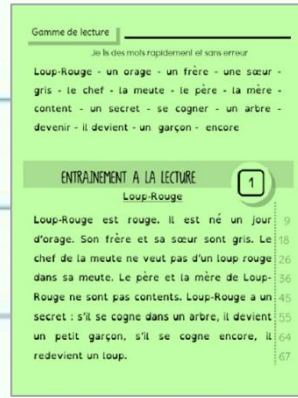 Gamme de lecture
Je lis des mots rapidement et sans erreur
Loup-Rouge - un orage - un frère - une sœur -
gris - le chef - la meute - le père - la mère -
content - un secret - se cogner - un arbre -
devenir - il devient - un garçon - encore
ENTRAINEMENT A LA LECTURE
1
Loup-Rouge
Loup-Rouge est rouge. Il est né un jour 9
d'orage. Son frère et sa sœur sont gris. Le 18
chef de la meute ne veut pas d'un loup rouge 26
dans sa meute. Le père et la mère de Loup- 36
Rouge ne sont pas contents. Loup-Rouge a un 45
secret : s'il se cogne dans un arbre, il devient 55
un petit garçon, s'il se cogne encore, il 64
redevient un loup. 67